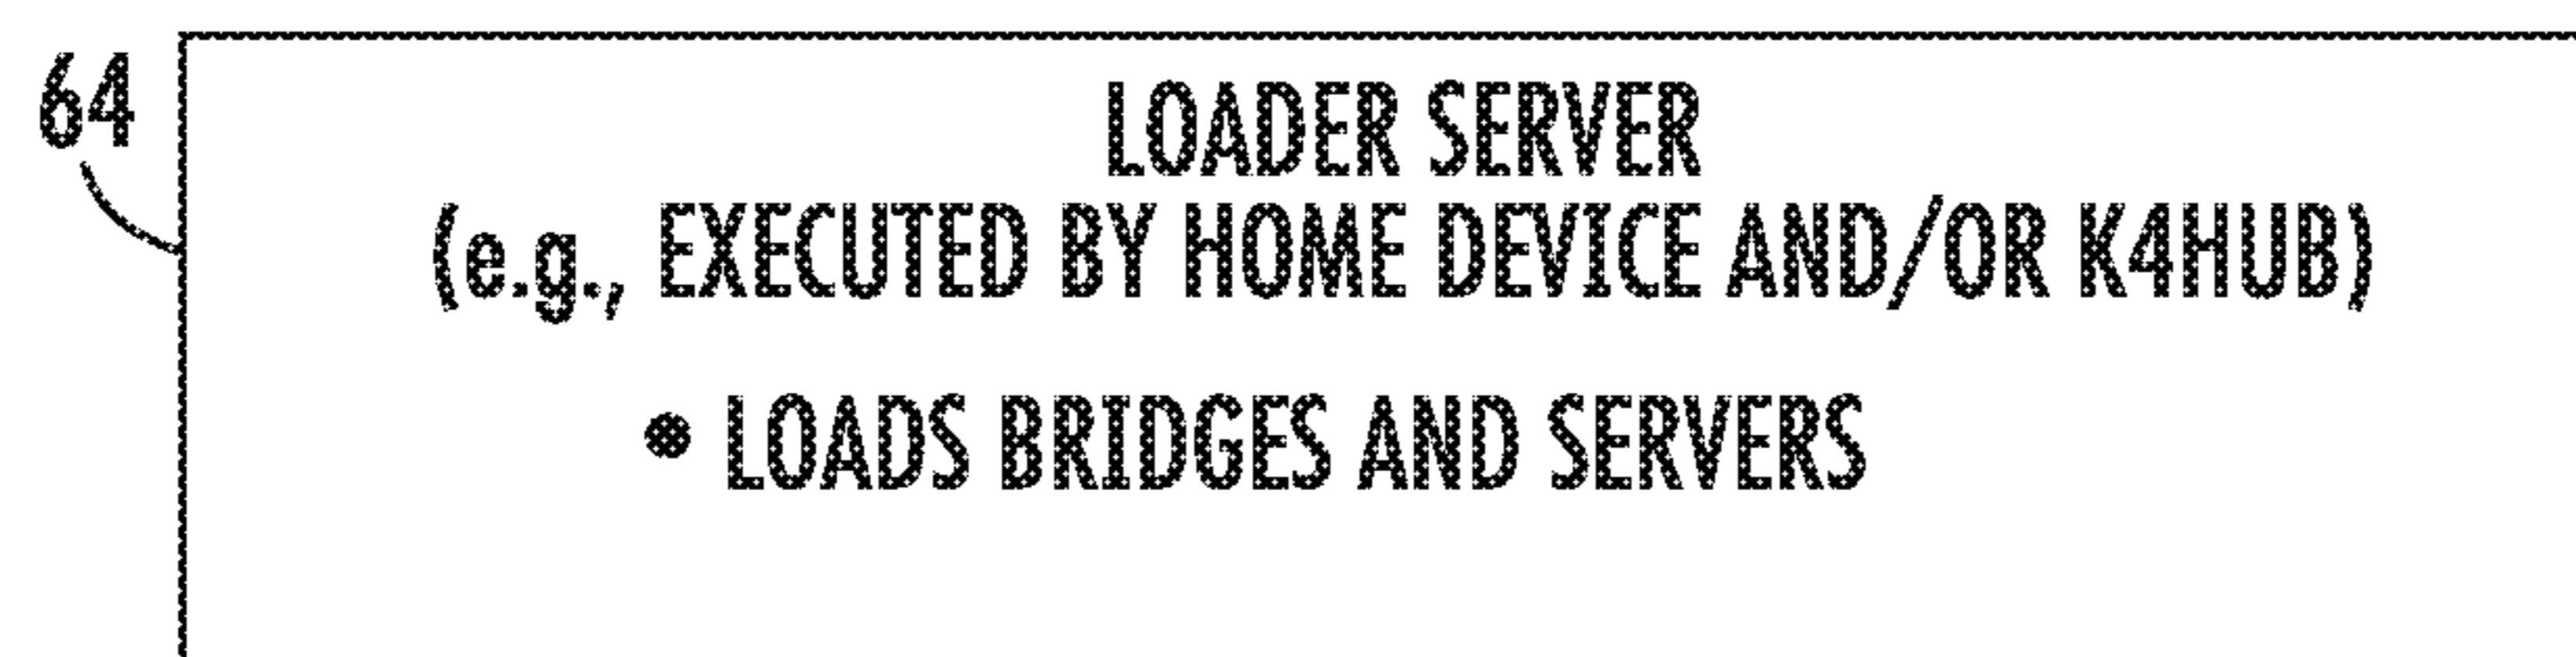 64
LOADER SERVER
(e.g., EXECUTED BY HOME DEVICE AND/OR K4HUB)
• LOADS BRIDGES AND SERVERS